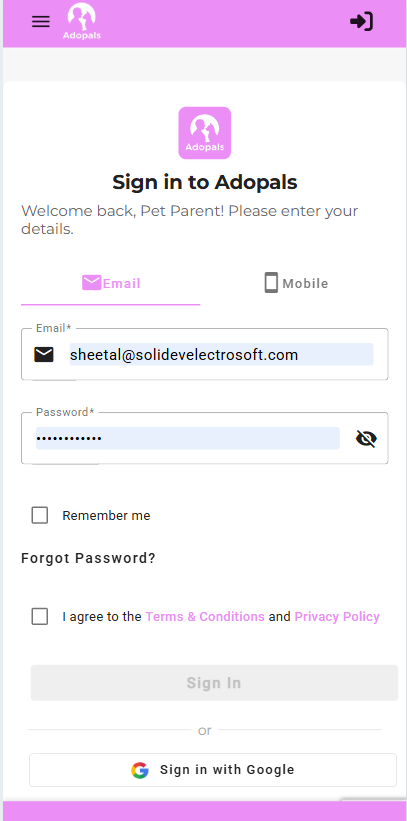 Adopals
Adopals
Sign in to Adopals
Welcome back, Pet Parent! Please enter your
details.
Email
Mobile
Email*
sheetal@solidevelectrosoft.com
Password*
••••••••••••
Remember me
Forgot Password?
I agree to the Terms & Conditions and Privacy Policy
Sign In
or
Sign in with Google